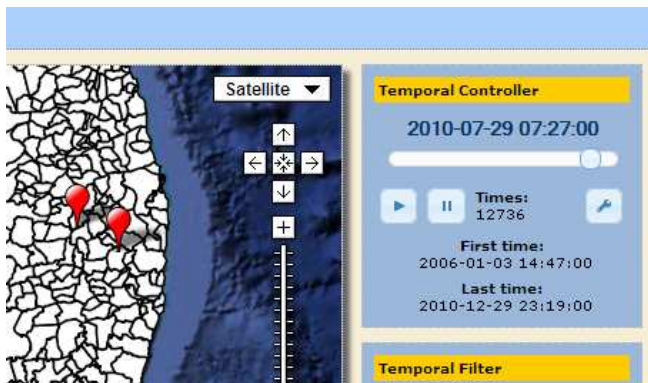 Satellite
Temporal Controller
2010-07-29 07:27:00
Times:
12736
First time:
2006-01-03 14:47:00
Last time:
2010-12-29 23:19:00
Temporal Filter